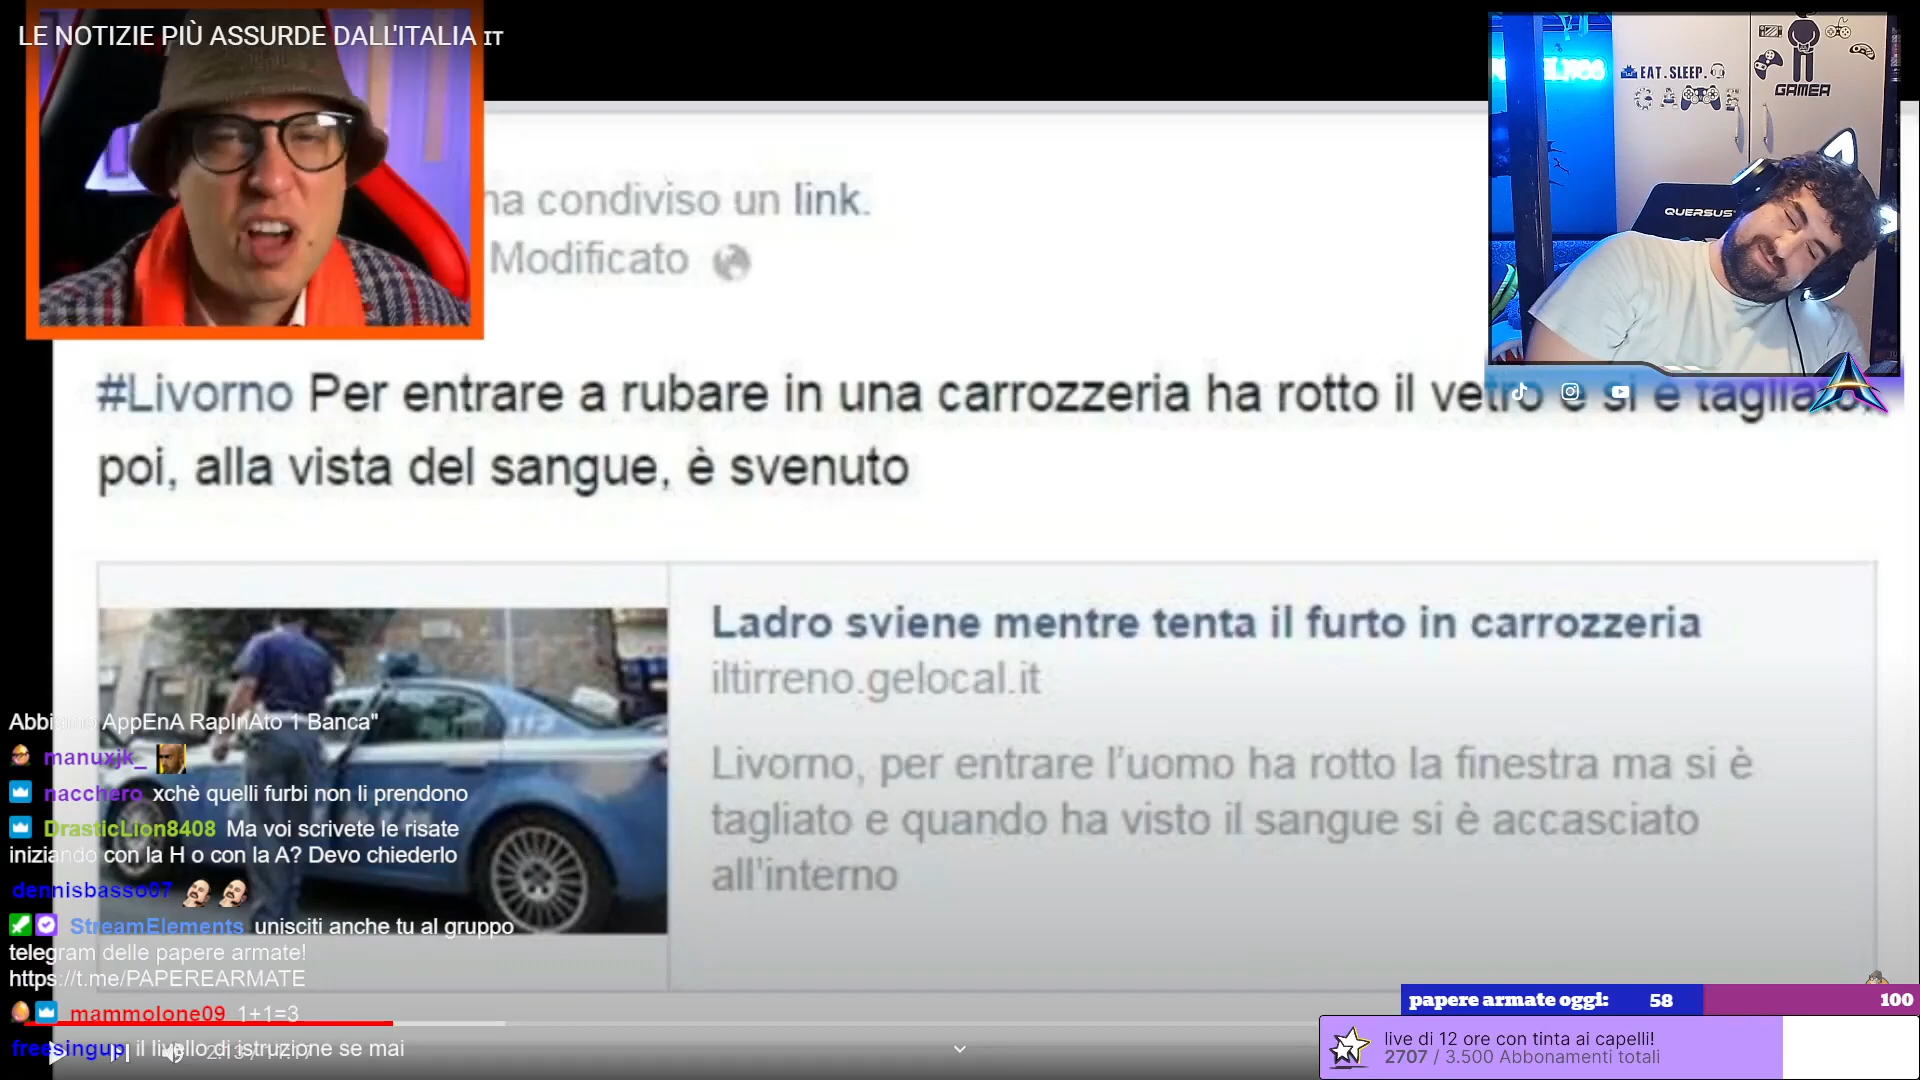 LE NOTIZIE PIÙ ASSURDE DALL'ITALIA IT
EAT.SLEEP.
GAMER
QUERSUS
ha condiviso un link.
Modificato
#Livorno Per entrare a rubare in una carrozzeria ha rotto il vetro e si è tagliato,
poi, alla vista del sangue, è svenuto
Ladro sviene mentre tenta il furto in carrozzeria
iltirreno.gelocal.it
Livorno, per entrare l'uomo ha rotto la finestra ma si è
tagliato e quando ha visto il sangue si è accasciato
all'interno
AppEnA RapInAto 1 Banca"
manuxjk_
nacchero xchè quelli furbi non li prendono
DrasticLion8408 Ma voi scrivete le risate
iniziando con la H o con la A? Devo chiederlo
dennisbasso07
StreamElements unisciti anche tu al gruppo
telegram delle papere armate!
https://t.me/PAPEREARMATE
mammolone09 1+1=3
freesingup il livello di istruzione se mai
papere armate oggi: 58 100
live di 12 ore con tinta ai capelli!
2707 / 3.500 Abbonamenti totali